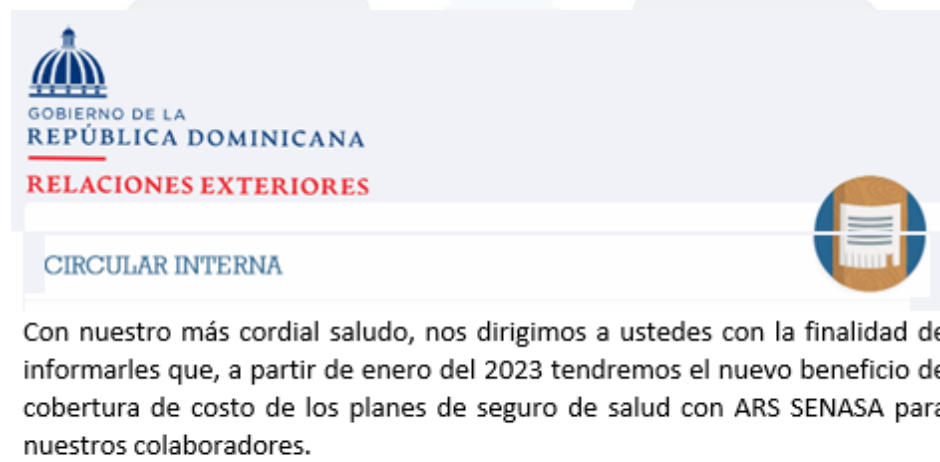 GOBIERNO DE LA
REPÚBLICA DOMINICANA
RELACIONES EXTERIORES
CIRCULAR INTERNA
Con nuestro más cordial saludo, nos dirigimos a ustedes con la finalidad de
informarles que, a partir de enero del 2023 tendremos el nuevo beneficio de
cobertura de costo de los planes de seguro de salud con ARS SENASA para
nuestros colaboradores.